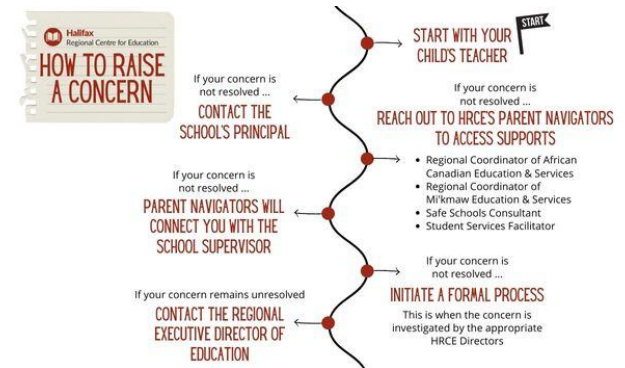 Halifax
Regional Centre for Education
HOW TO RAISE
A CONCERN
START
START WITH YOUR
CHILD'S TEACHER
If your concern is
not resolved ...
CONTACT THE
SCHOOL'S PRINCIPAL
If your concern is
not resolved ...
REACH OUT TO HRCE'S PARENT NAVIGATORS
TO ACCESS SUPPORTS
• Regional Coordinator of African
Canadian Education & Services
• Regional Coordinator of
Mi'kmaw Education & Services
• Safe Schools Consultant
• Student Services Facilitator
If your concern is
not resolved ...
PARENT NAVIGATORS WILL
CONNECT YOU WITH THE
SCHOOL SUPERVISOR
If your concern is
not resolved ...
INITIATE A FORMAL PROCESS
This is when the concern is
investigated by the appropriate
HRCE Directors
If your concern remains unresolved
CONTACT THE REGIONAL
EXECUTIVE DIRECTOR OF
EDUCATION